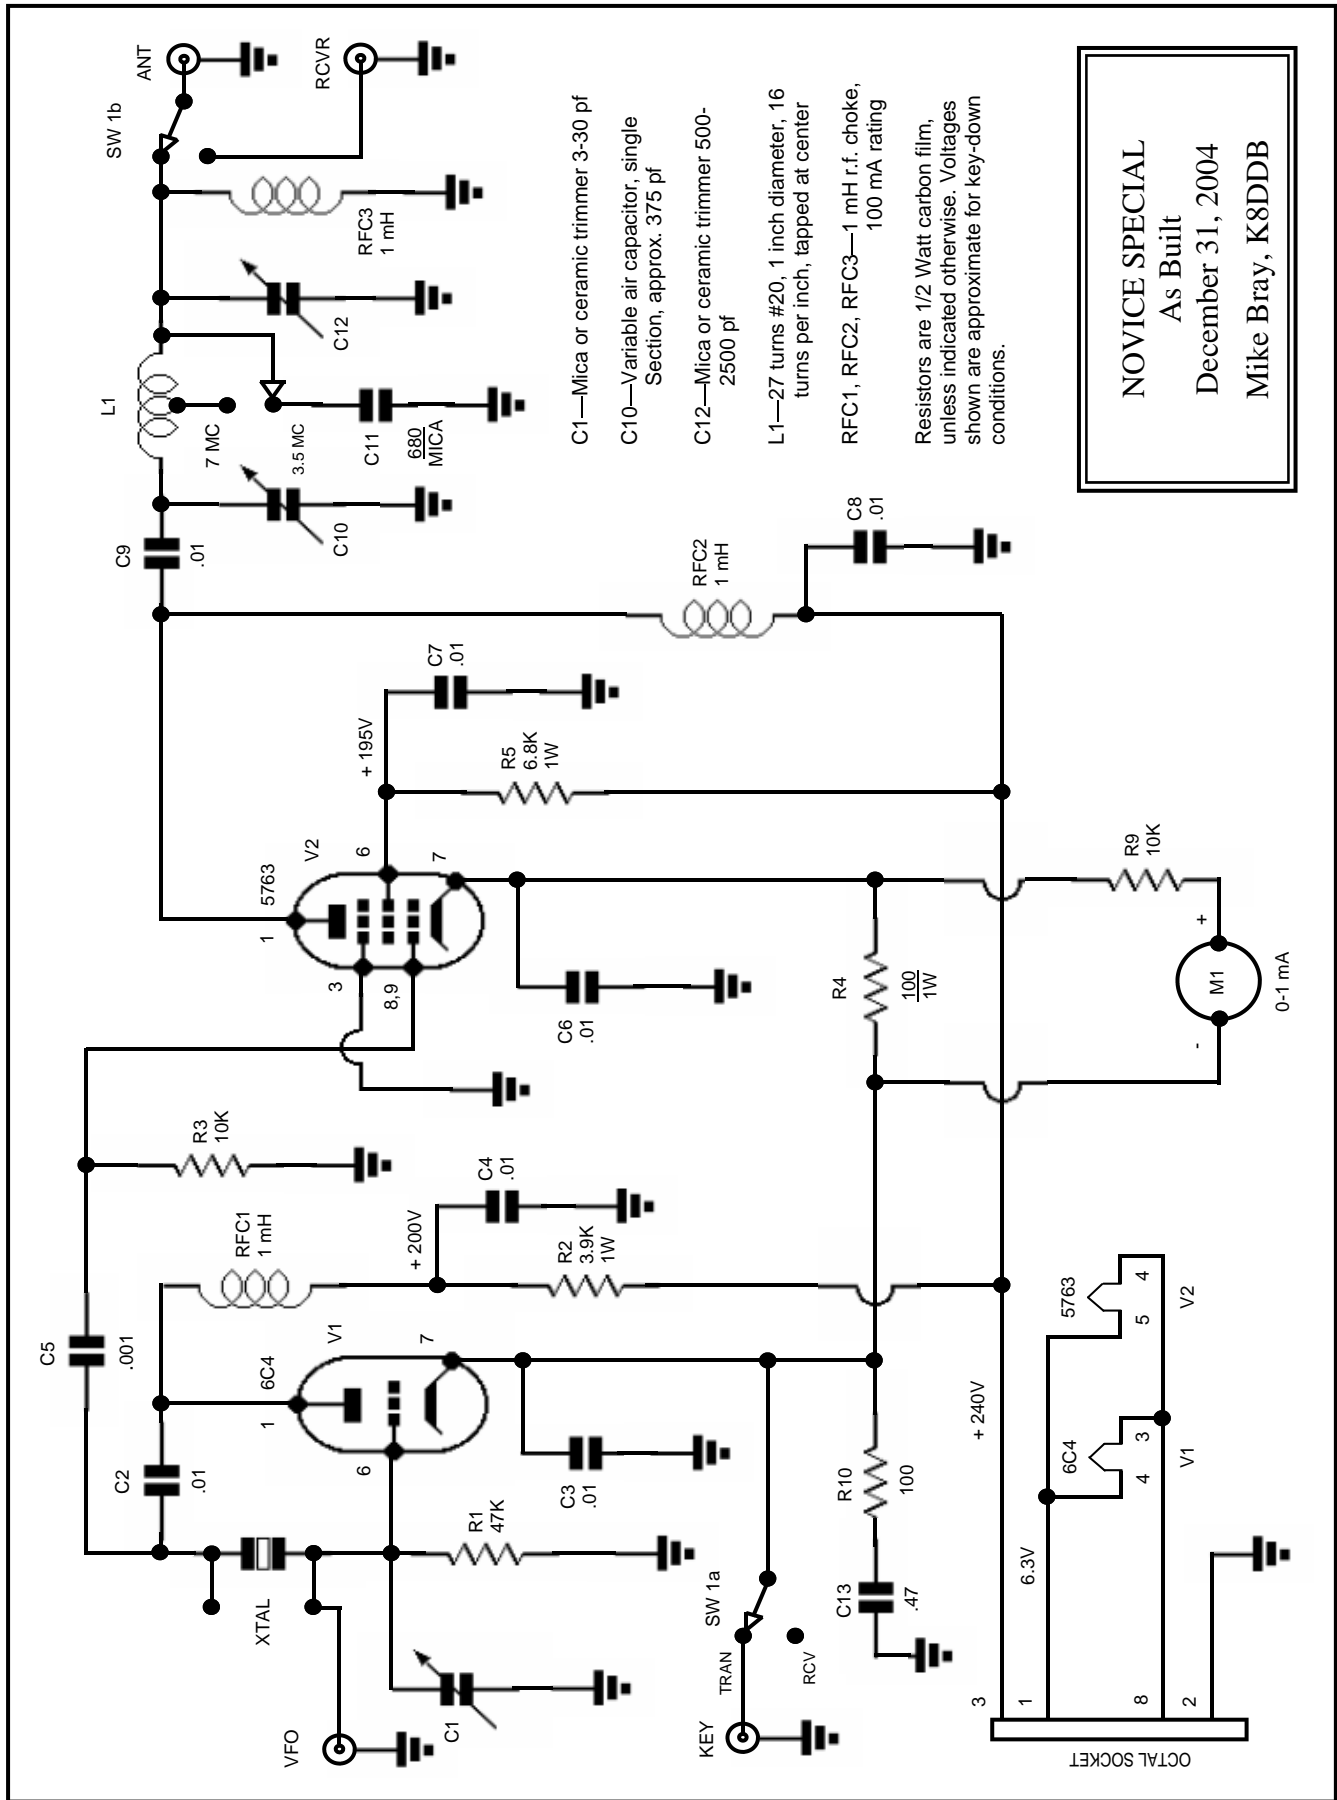 ANT
SW 1b
RCVR
RFC3
1 mH
C12
L1
7 MC
3.5 MC
C11
680
MICA
C10
C9
.01
RFC2
1 mH
C8
.01
C7
.01
+ 195V
R5
6.8K
1W
5763
V2
1
6
7
3
8,9
C6
.01
R4
100
1W
R9
10K
+
M1
-
0-1 mA
R3
10K
C4
.01
RFC1
1 mH
+ 200V
R2
3.9K
1W
C5
.001
6C4
V1
1
7
6
C2
.01
C3
.01
R10
100
+ 240V
XTAL
R1
47K
SW 1a
C13
.47
TRAN
RCV
VFO
C1
KEY
3
1
8
2
6.3V
5763
4
5
V2
6C4
3
4
V1
OCTAL SOCKET
C1—Mica or ceramic trimmer 3-30 pf
C10—Variable air capacitor, single
Section, approx. 375 pf
C12—Mica or ceramic trimmer 500-
2500 pf
L1—27 turns #20, 1 inch diameter, 16
turns per inch, tapped at center
RFC1, RFC2, RFC3—1 mH r.f. choke,
100 mA rating
Resistors are 1/2 Watt carbon film,
unless indicated otherwise. Voltages
shown are approximate for key-down
conditions.
NOVICE SPECIAL
As Built
December 31, 2004
Mike Bray, K8DDB